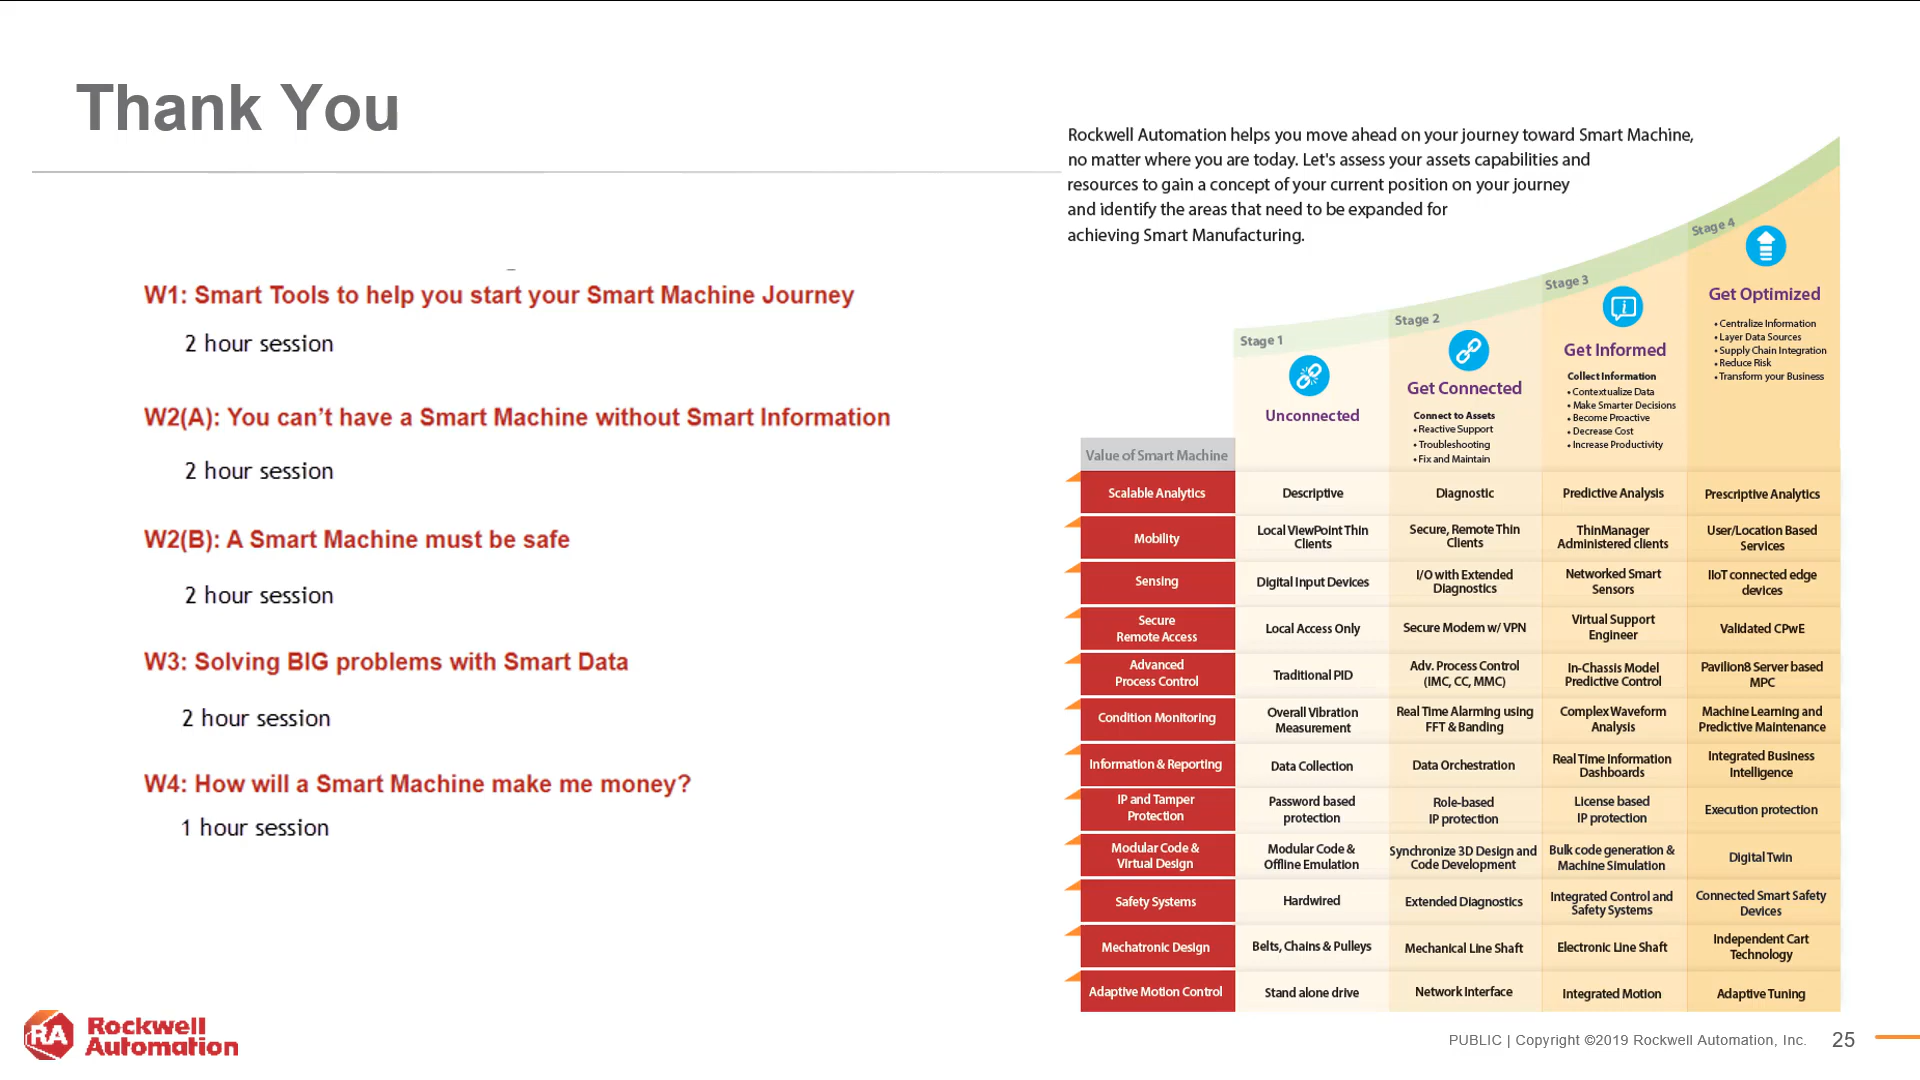 Thank You
Rockwell Automation helps you move ahead on your journey toward Smart Machine,
no matter where you are today. Let's assess your assets capabilities and
resources to gain a concept of your current position on your journey
and identify the areas that need to be expanded for
achieving Smart Manufacturing.
W1: Smart Tools to help you start your Smart Machine Journey
2 hour session
W2(A): You can’t have a Smart Machine without Smart Information
2 hour session
W2(B): A Smart Machine must be safe
2 hour session
W3: Solving BIG problems with Smart Data
2 hour session
W4: How will a Smart Machine make me money?
1 hour session
Stage 1
Unconnected
Stage 2
Get Connected
Connect to Assets
• Reactive Support
• Troubleshooting
• Fix and Maintain
Stage 3
Get Informed
Collect Information
• Contextualize Data
• Make Smarter Decisions
• Become Proactive
• Decrease Cost
• Increase Productivity
Stage 4
Get Optimized
• Centralize Information
• Layer Data Sources
• Supply Chain Integration
• Reduce Risk
• Transform your Business
Value of Smart Machine
Scalable Analytics
Descriptive
Diagnostic
Predictive Analysis
Prescriptive Analytics
Mobility
Local ViewPoint Thin
Clients
Secure, Remote Thin
Clients
ThinManager
Administered clients
User/Location Based
Services
Sensing
Digital Input Devices
I/O with Extended
Diagnostics
Networked Smart
Sensors
IIoT connected edge
devices
Secure
Remote Access
Local Access Only
Secure Modem w/ VPN
Virtual Support
Engineer
Validated CPwE
Advanced
Process Control
Traditional PID
Adv. Process Control
(IMC, CC, MMC)
In-Chassis Model
Predictive Control
Pavilion8 Server based
MPC
Condition Monitoring
Overall Vibration
Measurement
Real Time Alarming using
FFT & Banding
Complex Waveform
Analysis
Machine Learning and
Predictive Maintenance
Information & Reporting
Data Collection
Data Orchestration
Real Time Information
Dashboards
Integrated Business
Intelligence
IP and Tamper
Protection
Password based
protection
Role-based
IP protection
License based
IP protection
Execution protection
Modular Code &
Virtual Design
Modular Code &
Offline Emulation
Synchronize 3D Design and
Code Development
Bulk code generation &
Machine Simulation
Digital Twin
Safety Systems
Hardwired
Extended Diagnostics
Integrated Control and
Safety Systems
Connected Smart Safety
Devices
Mechatronic Design
Belts, Chains & Pulleys
Mechanical Line Shaft
Electronic Line Shaft
Independent Cart
Technology
Adaptive Motion Control
Stand alone drive
Network Interface
Integrated Motion
Adaptive Tuning
RA
Rockwell
Automation
PUBLIC | Copyright ©2019 Rockwell Automation, Inc.
25